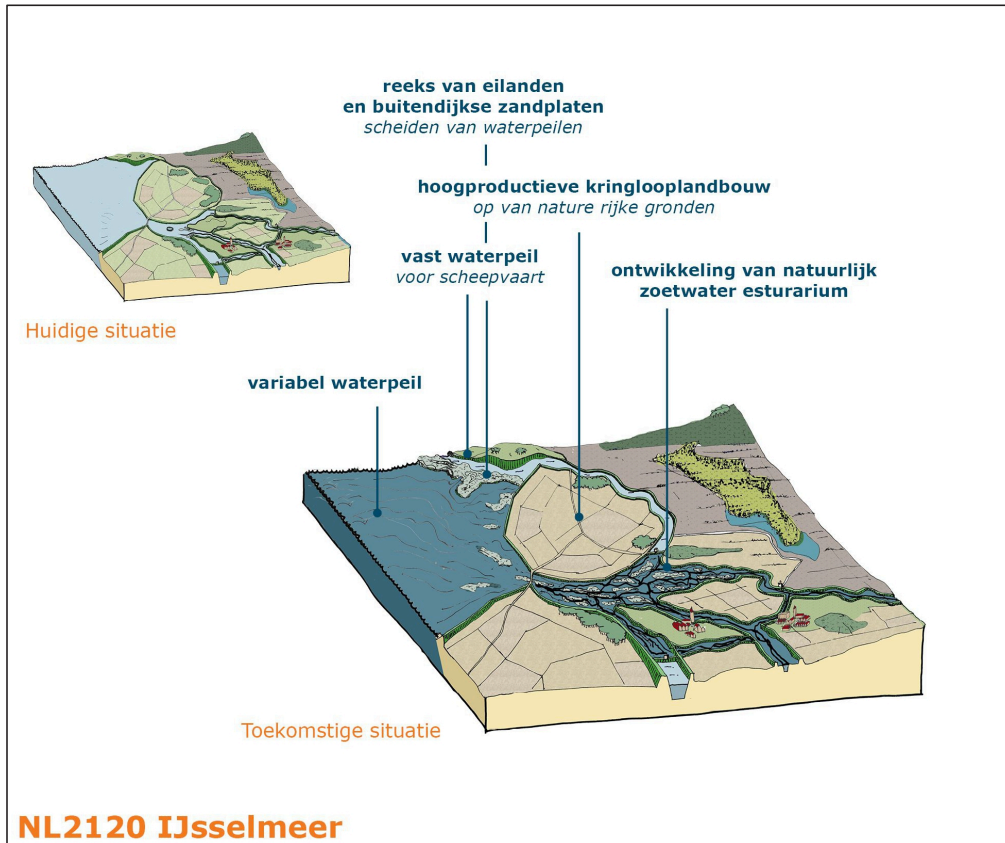 reeks van eilanden
en buitendijkse zandplaten
scheiden van waterpeilen
hoogproductieve kringlooplandbouw
op van nature rijke gronden
vast waterpeil
voor scheepvaart
ontwikkeling van natuurlijk
zoetwater esturarium
Huidige situatie
variabel waterpeil
Toekomstige situatie
NL2120 IJsselmeer